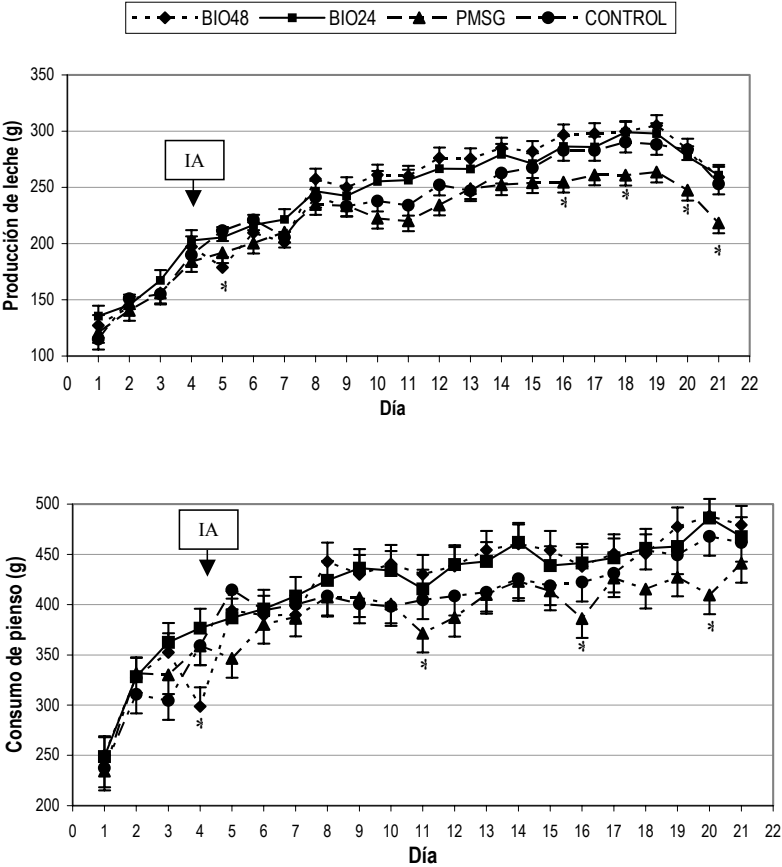 BIO48 BIO24 PMSG CONTROL
Producción de leche (g)
350
300
250
200
150
100
IA
*
*
*
*
*
0 1 2 3 4 5 6 7 8 9 10 11 12 13 14 15 16 17 18 19 20 21 22
Día
Consumo de pienso (g)
500
450
400
350
300
250
200
IA
*
*
*
*
0 1 2 3 4 5 6 7 8 9 10 11 12 13 14 15 16 17 18 19 20 21 22
Día